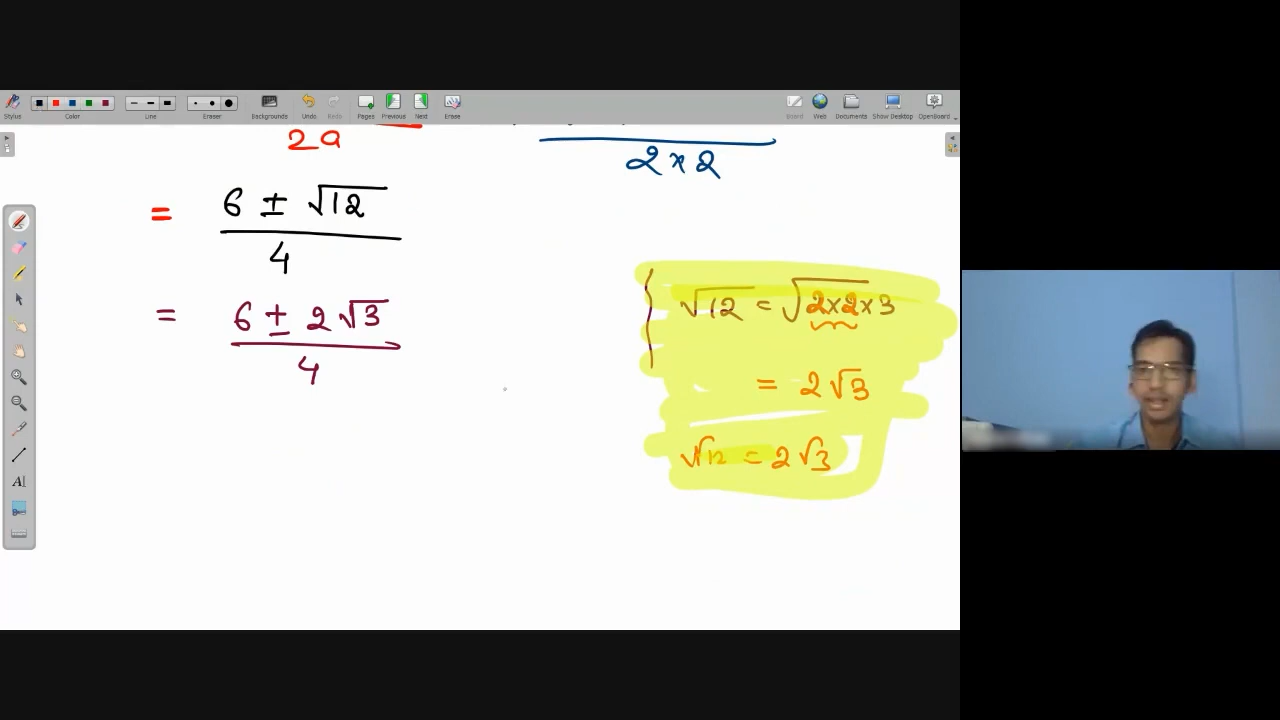 Stylus
Color
Line
Eraser
Backgrounds
Undo
Redo
Pages
Previous
Next
Erase
Board
Web
Documents
Show Desktop
OpenBoard
2a
2 × 2
= 6 ± √12
4
= 6 ± 2√3
4
√12 = √2×2×3
= 2√3
√12 = 2√3
A